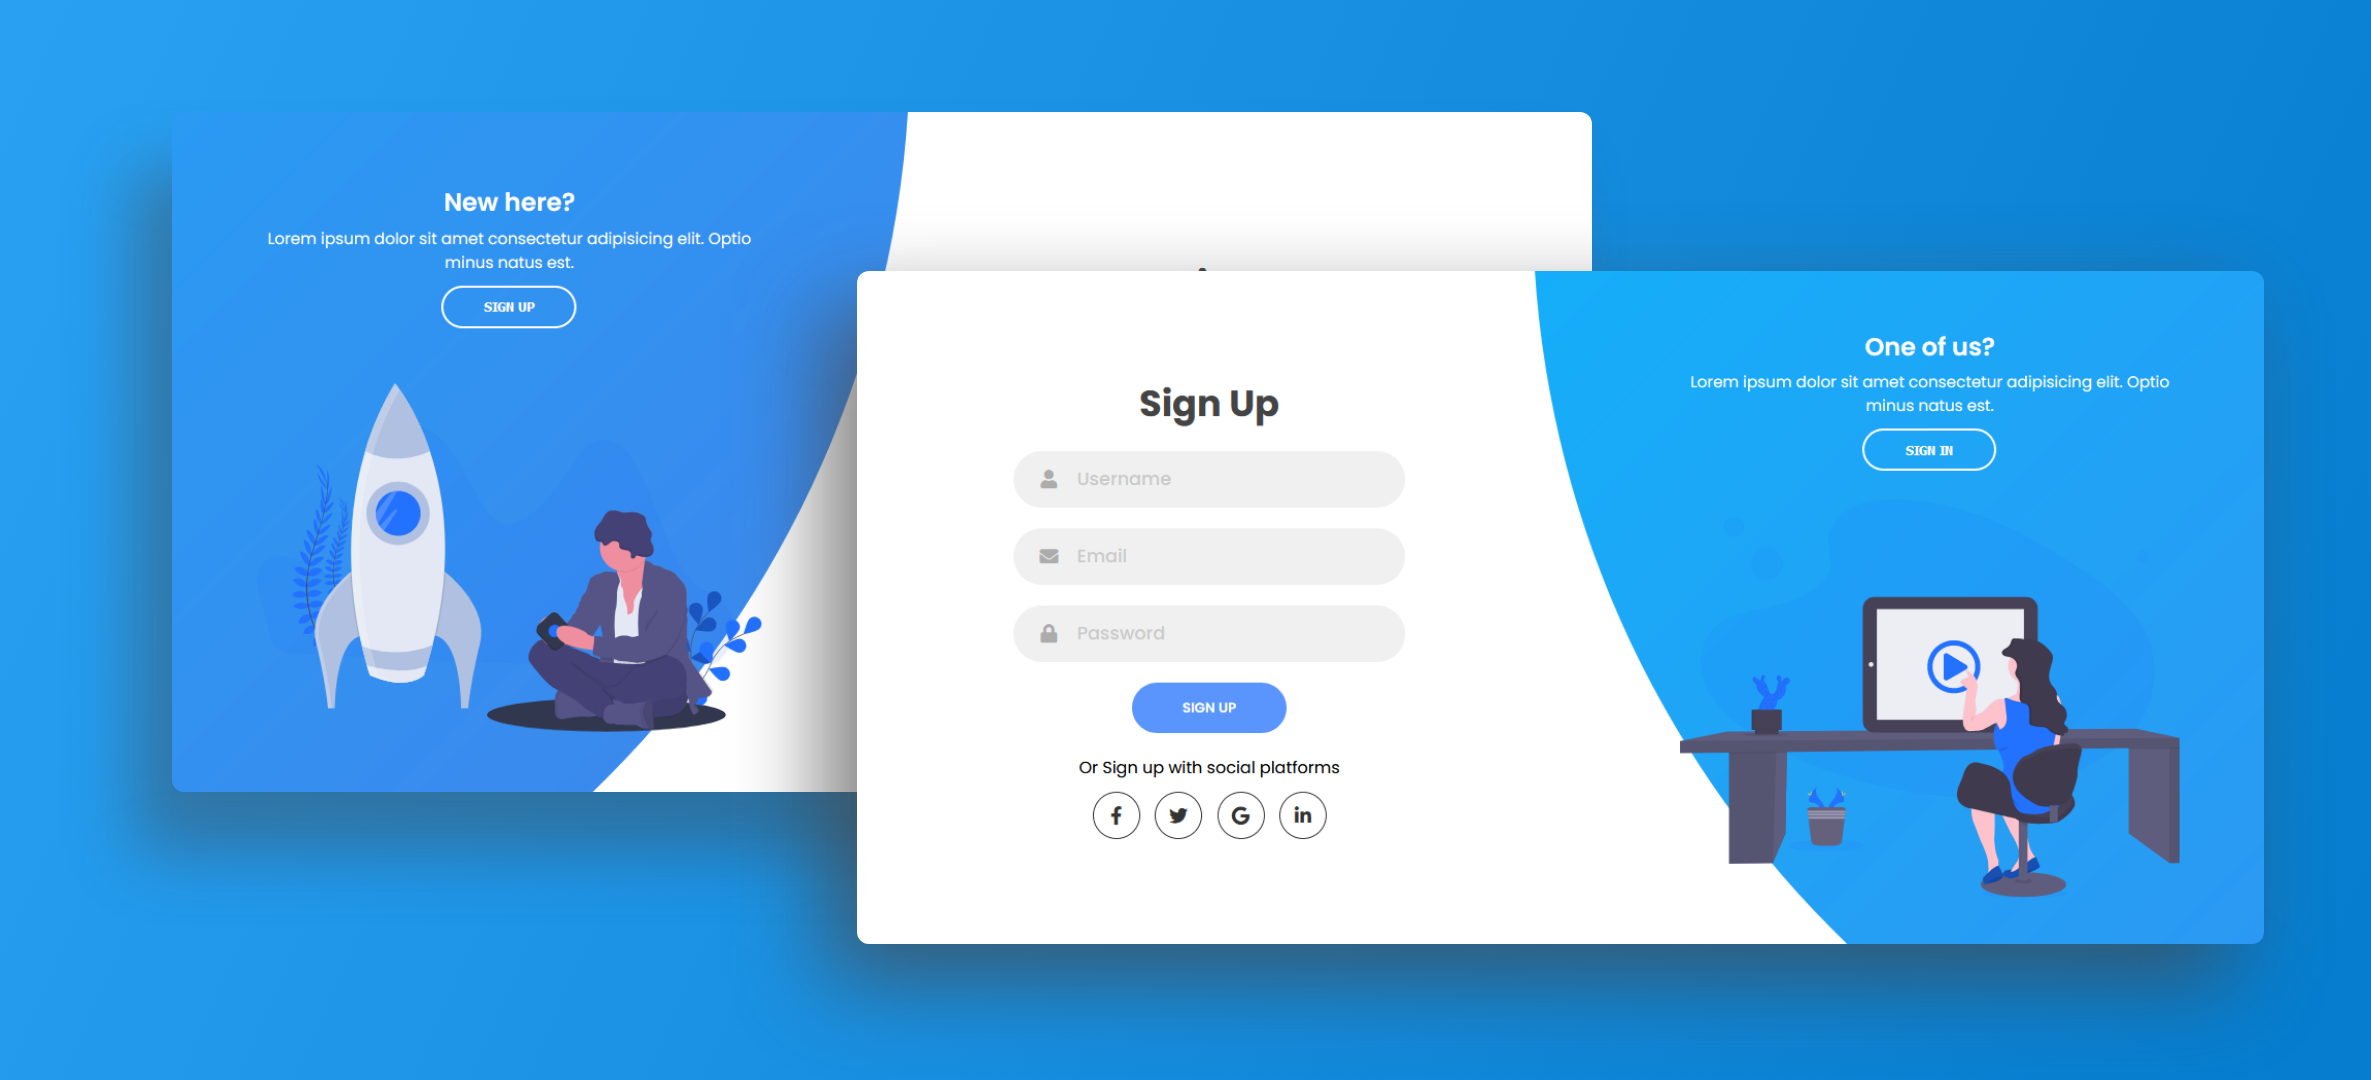 New here?
Lorem ipsum dolor sit amet consectetur adipisicing elit. Optio
minus natus est.
SIGN UP
Sign Up
Username
Email
Password
SIGN UP
Or Sign up with social platforms
One of us?
Lorem ipsum dolor sit amet consectetur adipisicing elit. Optio
minus natus est.
SIGN IN